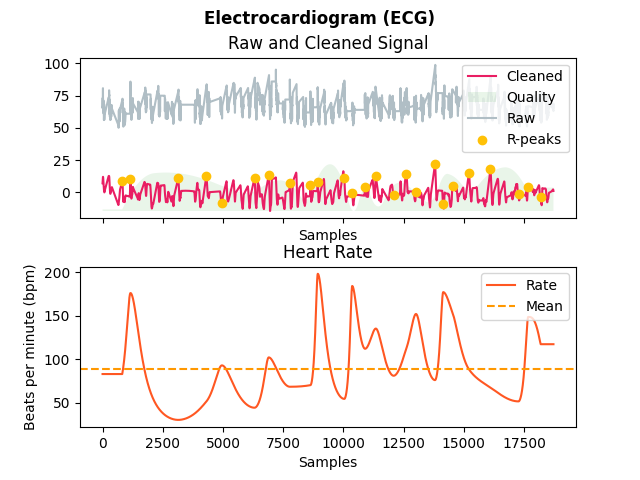 Electrocardiogram (ECG)
Raw and Cleaned Signal
100
75
50
25
0
Cleaned
Quality
Raw
R-peaks
Samples
Heart Rate
Beats per minute (bpm)
200
150
100
50
Rate
Mean
0 2500 5000 7500 10000 12500 15000 17500
Samples